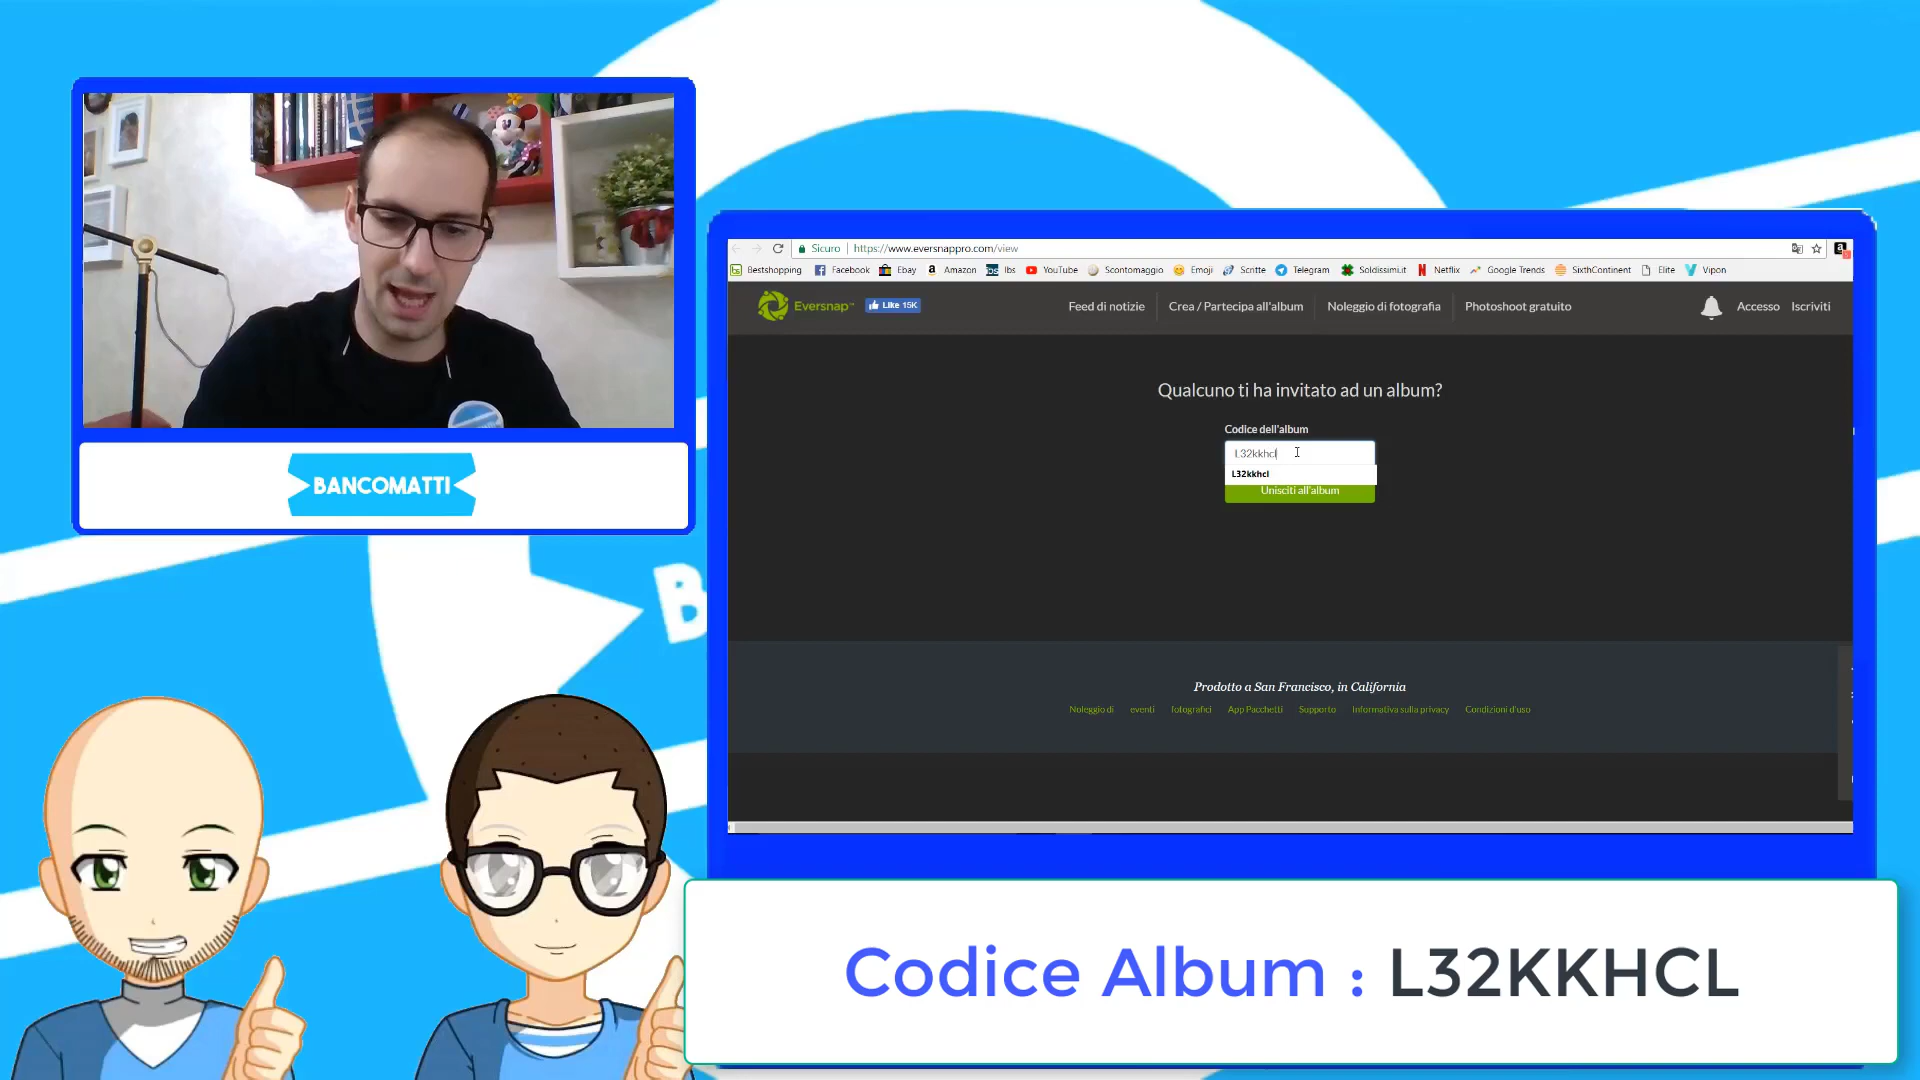 Sicuro https://www.eversnappro.com/view
Bestshopping Facebook Ebay Amazon Ibs YouTube Scontomaggio Emoji Scritte Telegram Soldissimi.it Netflix Google Trends SixthContinent Elite Vipon
Eversnap Like 15K Feed di notizie Crea / Partecipa all'album Noleggio di fotografia Photoshoot gratuito Accesso Iscriviti
Qualcuno ti ha invitato ad un album?
Codice dell'album
L32kkhcl
L32kkhcl
Unisciti all'album
BANCOMATTI
B
Prodotto a San Francisco, in California
Noleggio di eventi fotografici App Pacchetti Supporto Informativa sulla privacy Condizioni d'uso
Codice Album : L32KKHCL